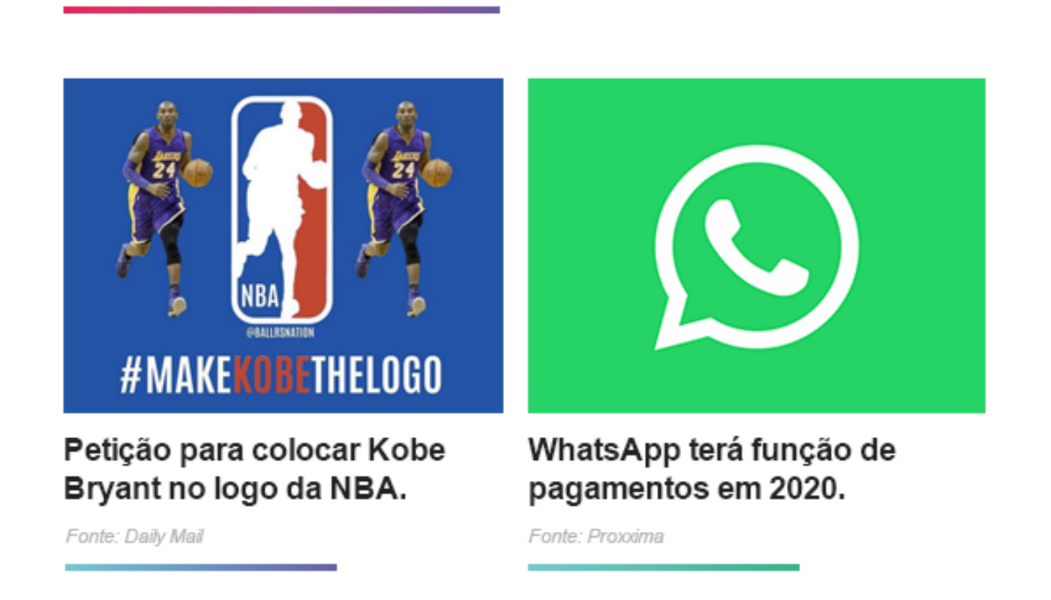 LAKERS
24
LAKERS
24
NBA
@BALLRSNATION
#MAKEKOBETHELOGO
Petição para colocar Kobe
Bryant no logo da NBA.
Fonte: Daily Mail
WhatsApp terá função de
pagamentos em 2020.
Fonte: Proxxima